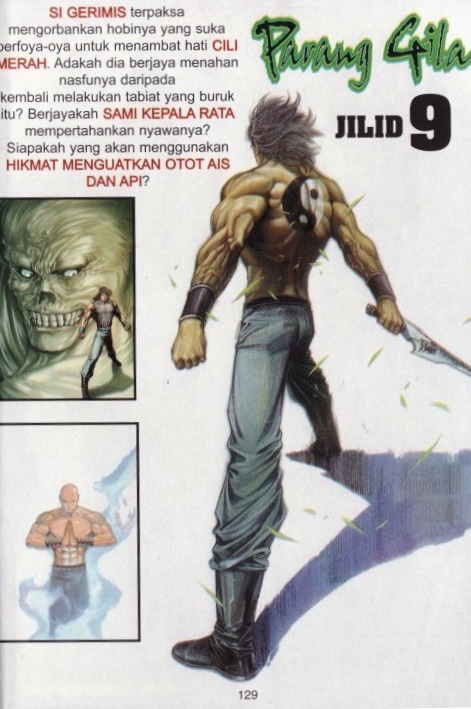 SI GERIMIS terpaksa
mengorbankan hobinya yang suka
berfoya-oya untuk menambat hati CILI
MERAH. Adakah dia berjaya menahan
nasfunya daripada
kembali melakukan tabiat yang buruk
itu? Berjayakah SAMI KEPALA RATA
mempertahankan nyawanya?
Siapakah yang akan menggunakan
HIKMAT MENGUATKAN OTOT AIS
DAN API?
Parang Gila
JILID 9
129